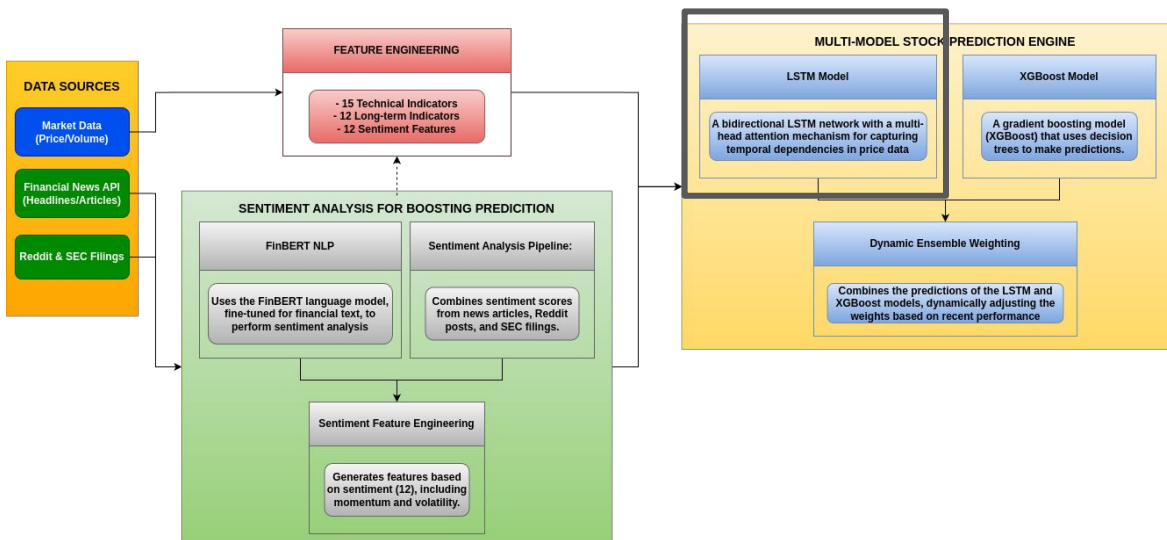 DATA SOURCES
Market Data
(Price/Volume)
Financial News API
(Headlines/Articles)
Reddit & SEC Filings
FEATURE ENGINEERING
- 15 Technical Indicators
- 12 Long-term Indicators
- 12 Sentiment Features
SENTIMENT ANALYSIS FOR BOOSTING PREDICITION
FinBERT NLP
Uses the FinBERT language model,
fine-tuned for financial text, to
perform sentiment analysis
Sentiment Analysis Pipeline:
Combines sentiment scores
from news articles, Reddit
posts, and SEC filings.
Sentiment Feature Engineering
Generates features based
on sentiment (12), including
momentum and volatility.
MULTI-MODEL STOCK PREDICTION ENGINE
LSTM Model
A bidirectional LSTM network with a multi-
head attention mechanism for capturing
temporal dependencies in price data
XGBoost Model
A gradient boosting model
(XGBoost) that uses decision
trees to make predictions.
Dynamic Ensemble Weighting
Combines the predictions of the LSTM and
XGBoost models, dynamically adjusting the
weights based on recent performance